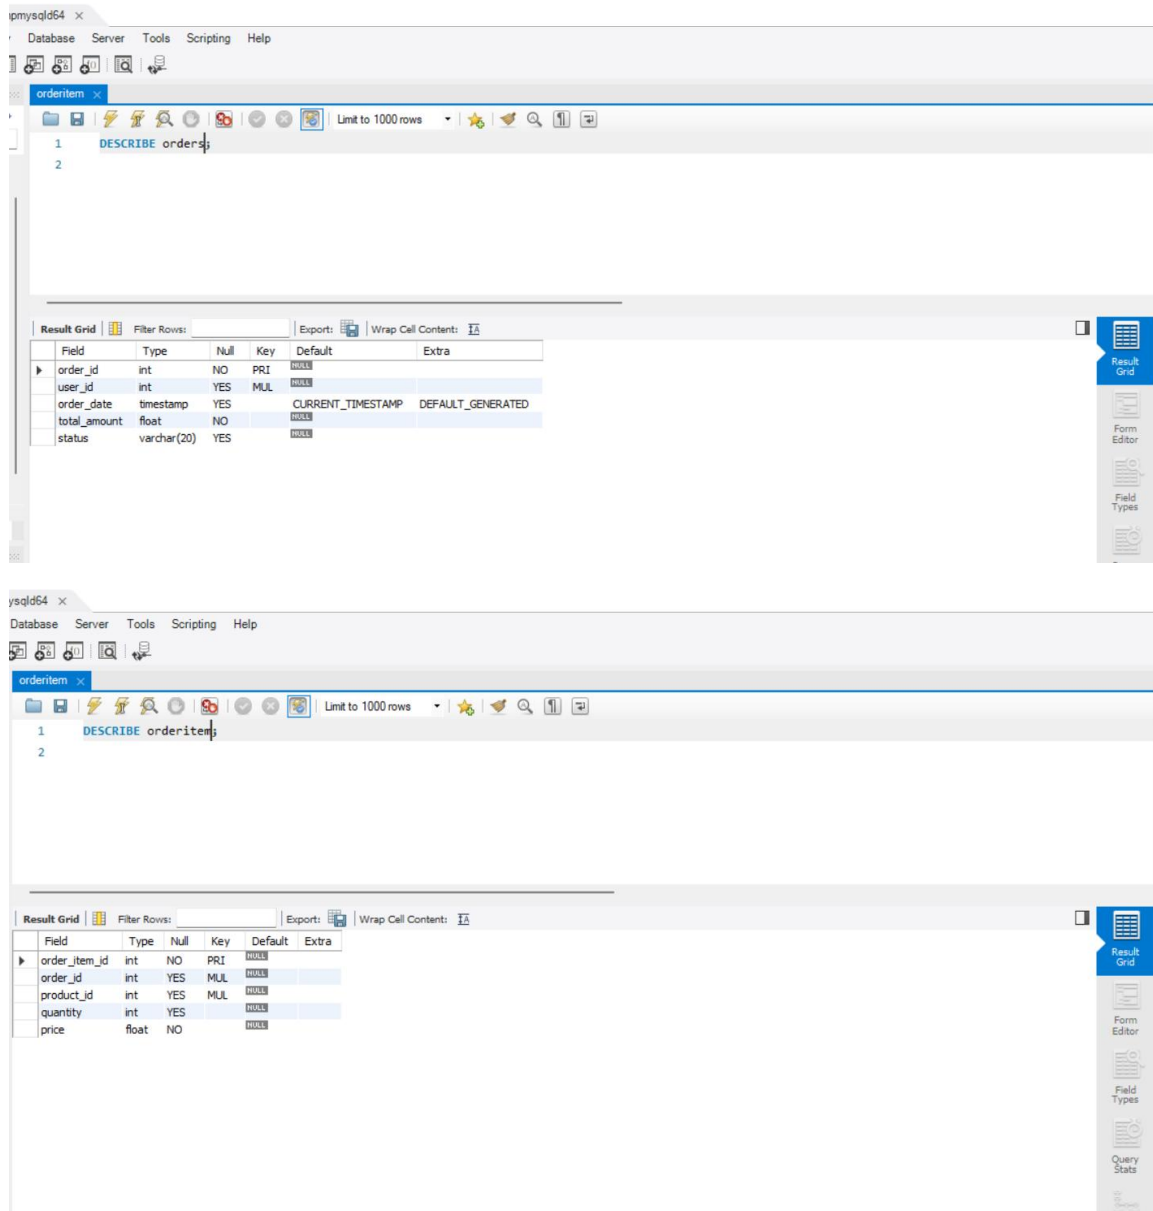 pmysqld64 ×
Database Server Tools Scripting Help
orderitem ×
Limit to 1000 rows
1 DESCRIBE orders;
2
Result Grid Filter Rows: Export: Wrap Cell Content: IA
Field Type Null Key Default Extra
order_id int NO PRI NULL
user_id int YES MUL NULL
order_date timestamp YES CURRENT_TIMESTAMP DEFAULT_GENERATED
total_amount float NO NULL
status varchar(20) YES NULL
Result
Grid
Form
Editor
Field
Types
ysqld64 ×
Database Server Tools Scripting Help
orderitem ×
Limit to 1000 rows
1 DESCRIBE orderitem;
2
Result Grid Filter Rows: Export: Wrap Cell Content: IA
Field Type Null Key Default Extra
order_item_id int NO PRI NULL
order_id int YES MUL NULL
product_id int YES MUL NULL
quantity int YES NULL
price float NO NULL
Result
Grid
Form
Editor
Field
Types
Query
Stats